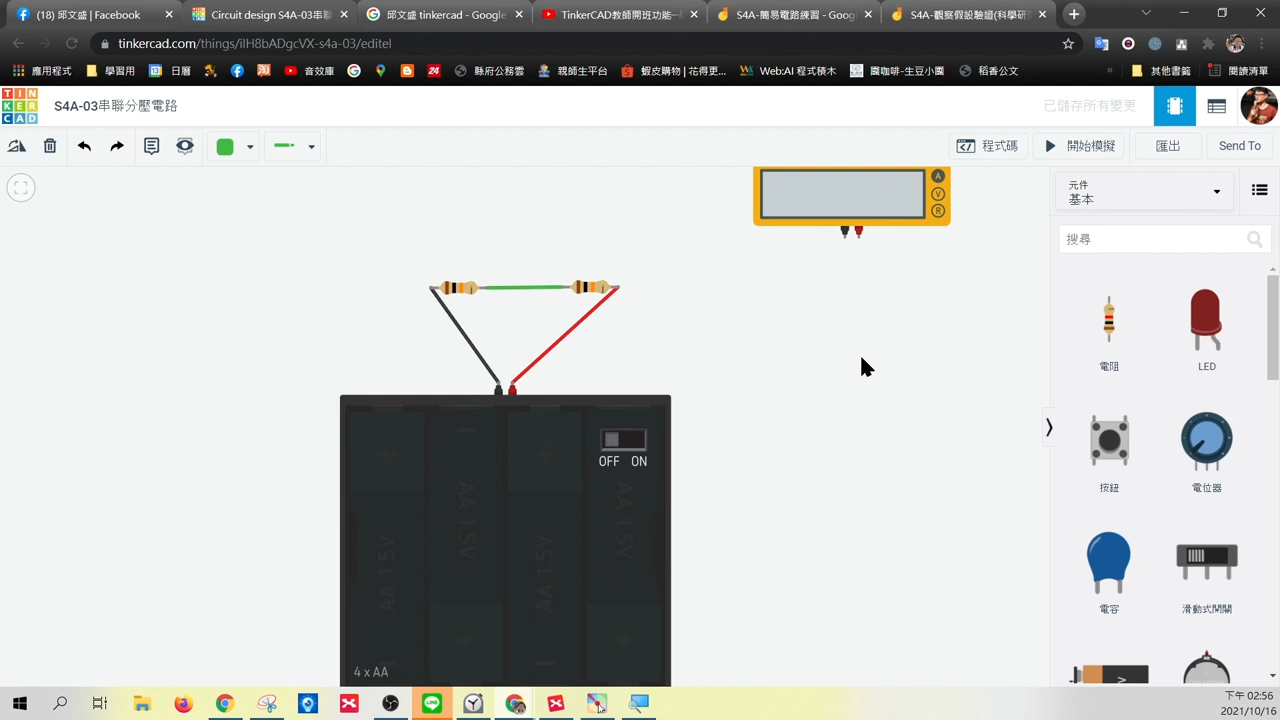 (18) 邱文盛 | Facebook
Circuit design S4A-03串聯
邱文盛 tinkercad - Google
TinkerCAD教師開班功能一
S4A-簡易電路練習 - Googl
S4A-觀察假設驗證(科學研
tinkercad.com/things/ilH8bADgcVX-s4a-03/editel
應用程式
學習用
日曆
音效庫
縣府公務雲
親師生平台
蝦皮購物 | 花得更...
Web:AI 程式積木
國咖啡-生豆小園
稻香公文
»
其他書籤
閱讀清單
TIN
KER
CAD
S4A-03串聯分壓電路
已儲存所有變更
程式碼
開始模擬
匯出
Send To
A
V
R
元件
基本
搜尋
電阻
LED
按鈕
電位器
電容
滑動式開關
OFF ON
AA 1.5V
AA 1.5V
AA 1.5V
AA 1.5V
4 x AA
LINE
下午 02:56
2021/10/16